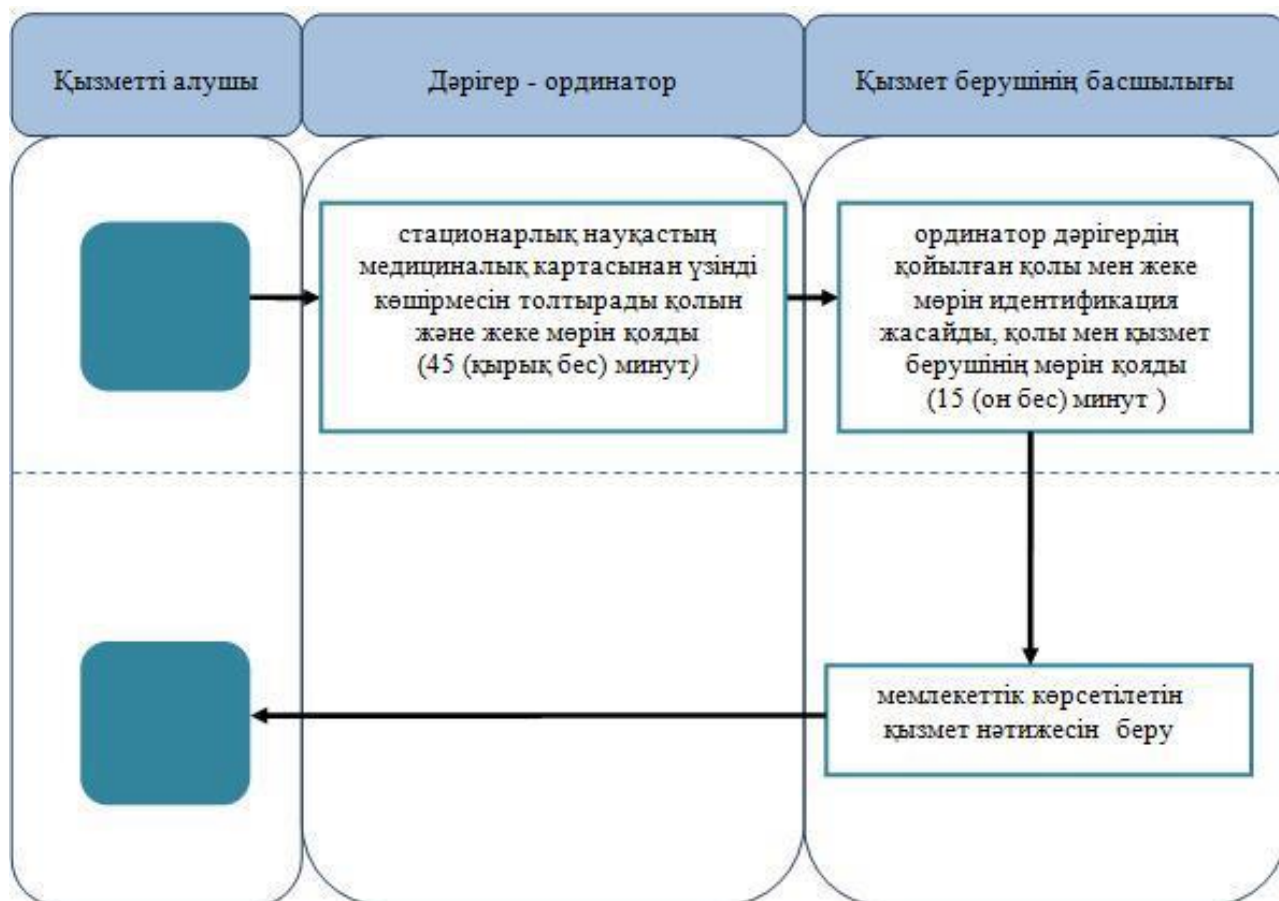 Қызметті алушы
Дәрігер - ординатор
Қызмет берушінің басшылығы
стационарлық науқастың
медициналық картасынан үзінді
көшірмесін толтырады қолын
және жеке мөрін қояды
(45 (қырық бес) минут)
ординатор дәрігердің
қойылған қолы мен жеке
мөрін идентификация
жасайды, қолы мен қызмет
берушінің мөрін қояды
(15 (он бес) минут )
мемлекеттік көрсетілетін
қызмет нәтижесін беру